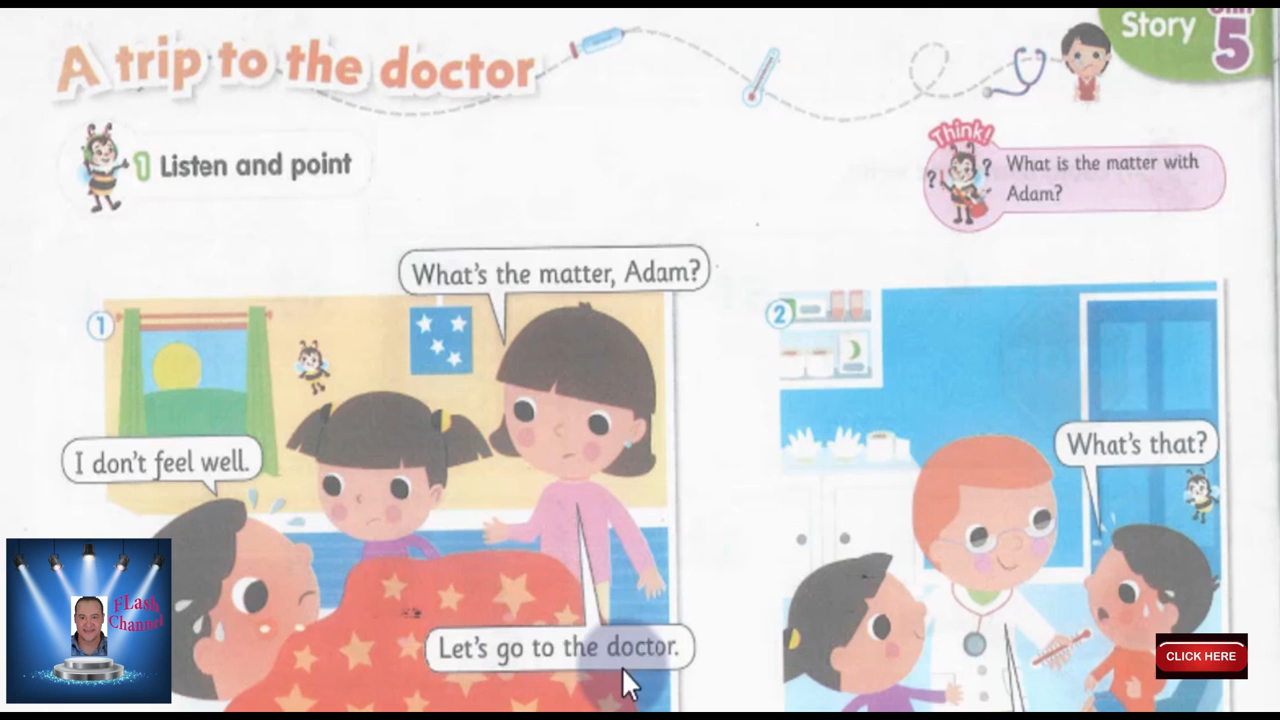 Story
Unit
5
A trip to the doctor
1 Listen and point
Think!
What is the matter with
Adam?
1
What's the matter, Adam?
I don't feel well.
Let's go to the doctor.
2
What's that?
FLash
Channel
CLICK HERE